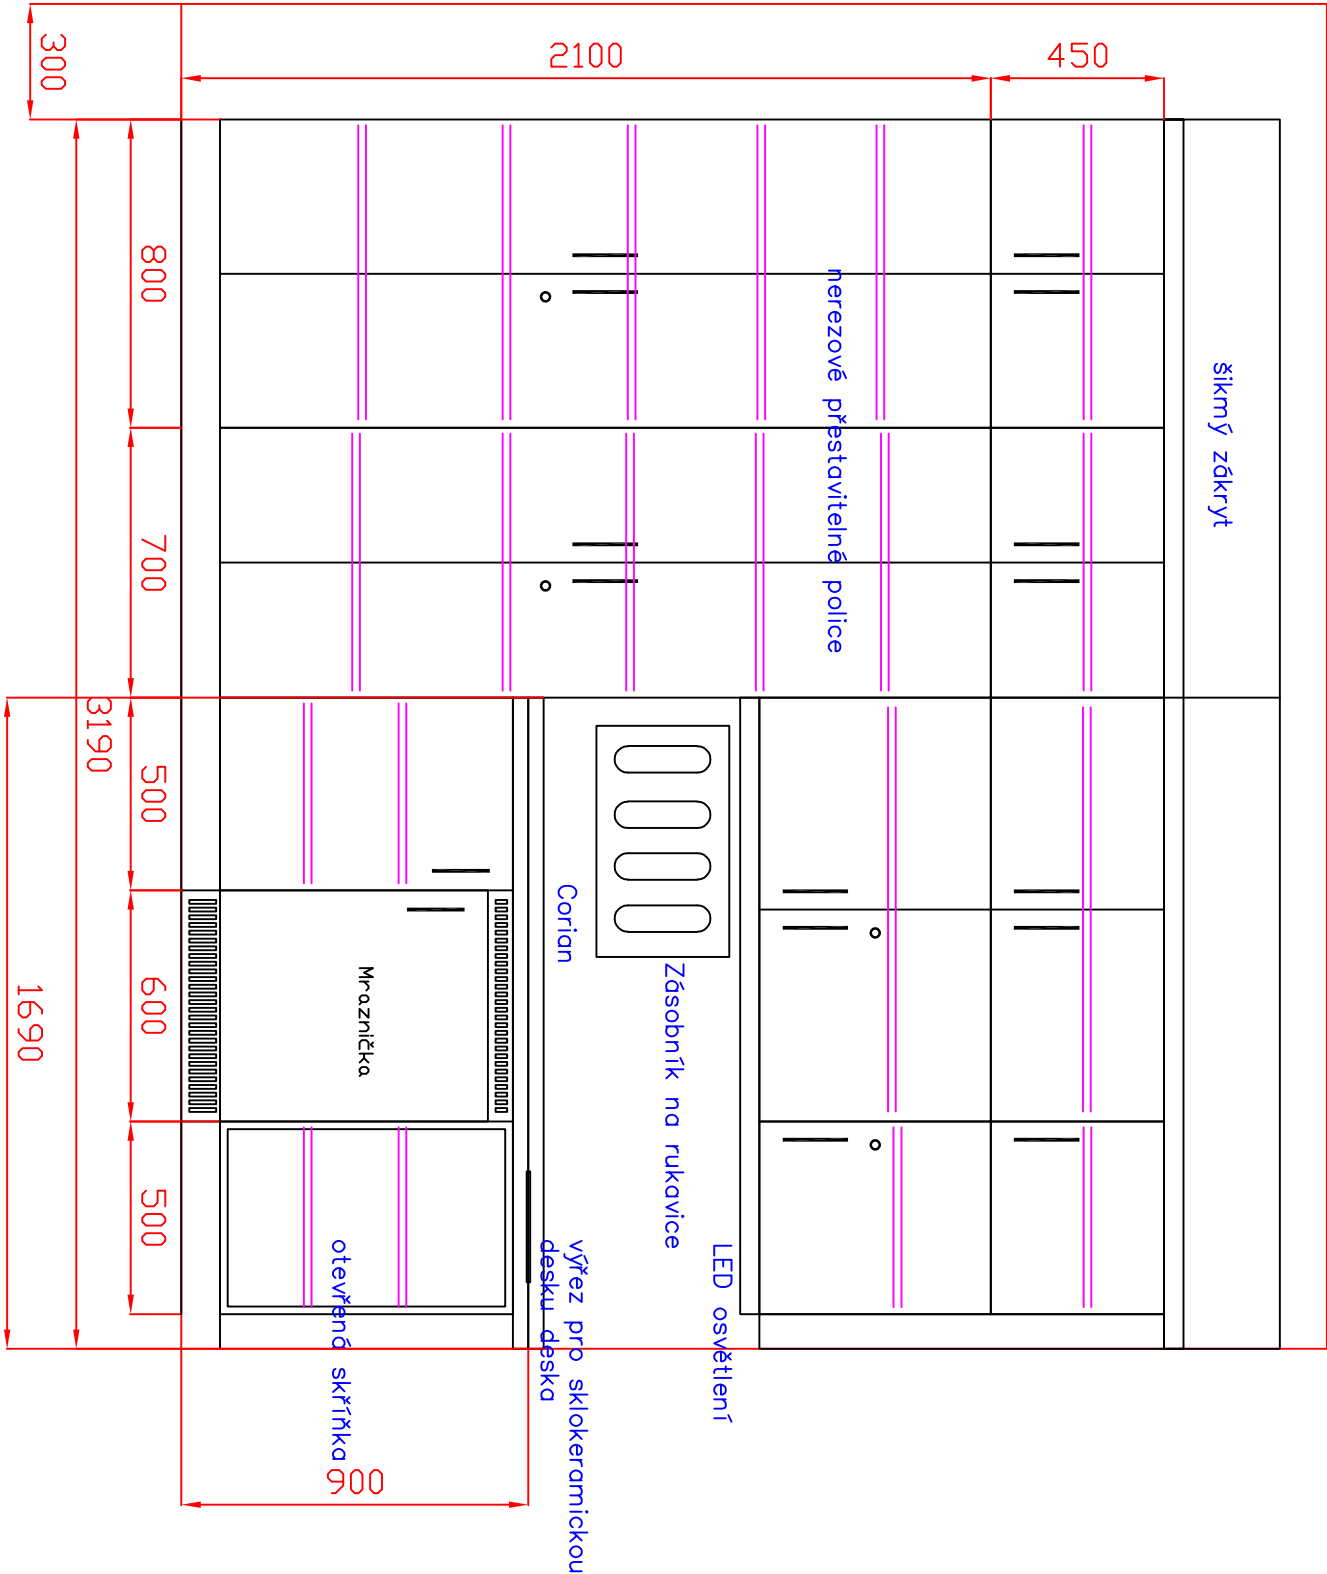 šikmý zákryt
450
2100
nerezové přestavitelné police
LED osvětlení
Zásobník na rukavice
Corian
výřez pro sklokeramickou
desku deska
Mraznička
otevřená skříňka
900
800
700
500
600
500
3190
300
1690